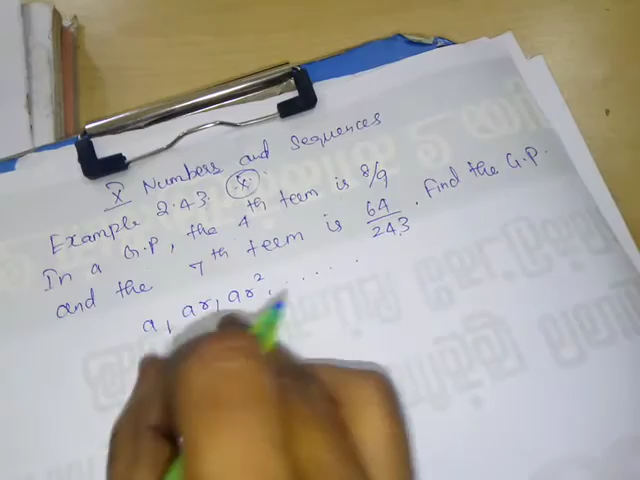 X Numbers and Sequences
Example 2.43. *
In a G.P, the 4th term is 8/9
and the 7th term is 64/243. Find the G.P.
a, ar, ar², ......